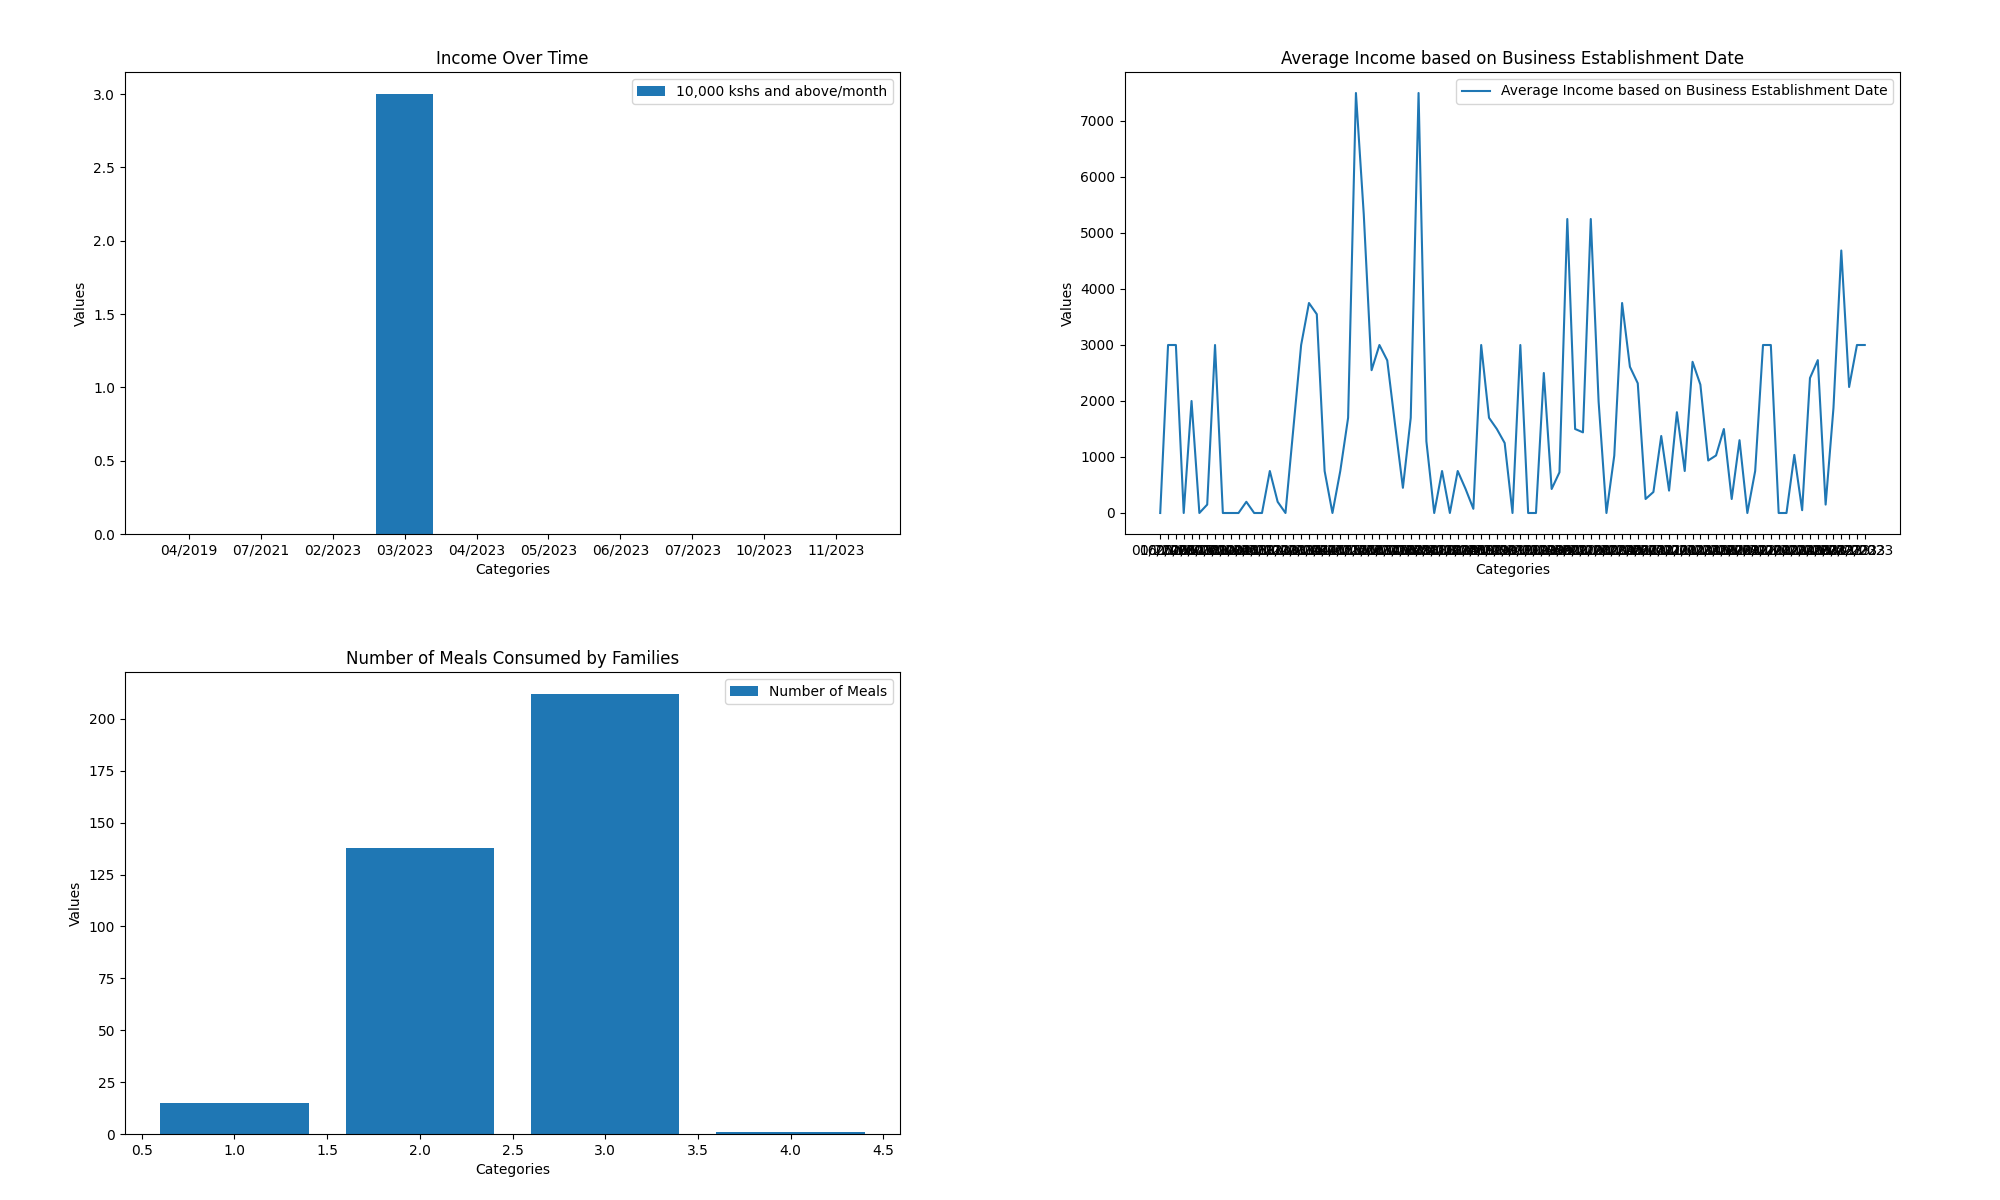 Income Over Time
10,000 kshs and above/month
3.0
2.5
2.0
1.5
1.0
0.5
0.0
Values
04/2019 07/2021 02/2023 03/2023 04/2023 05/2023 06/2023 07/2023 10/2023 11/2023
Categories
Average Income based on Business Establishment Date
Average Income based on Business Establishment Date
7000
6000
5000
4000
3000
2000
1000
0
Values
Categories
Number of Meals Consumed by Families
Number of Meals
200
175
150
125
100
75
50
25
0
Values
0.5 1.0 1.5 2.0 2.5 3.0 3.5 4.0 4.5
Categories